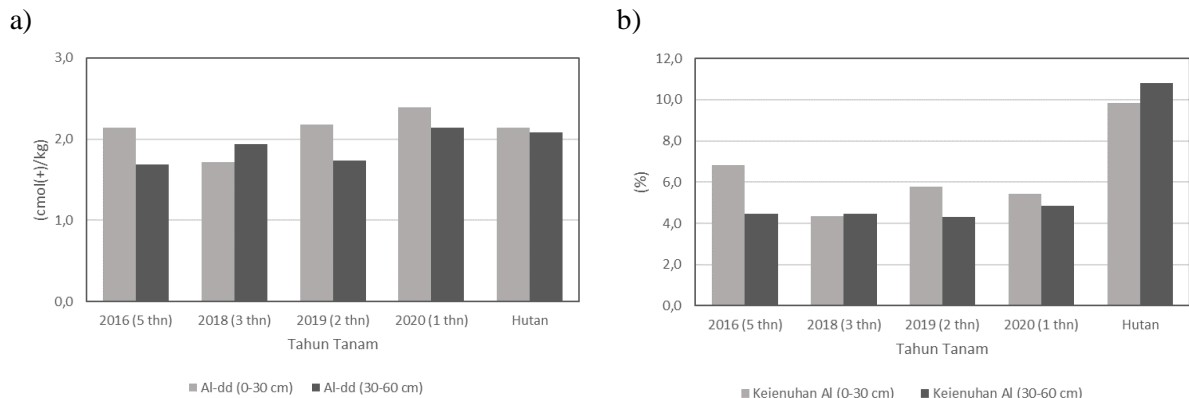 a)
3,0
2,0
1,0
0,0
(cmol(+)/kg)
2016 (5 thn) 2018 (3 thn) 2019 (2 thn) 2020 (1 thn) Hutan
Tahun Tanam
Al-dd (0-30 cm) Al-dd (30-60 cm)
b)
12,0
10,0
8,0
6,0
4,0
2,0
0,0
(%)
2016 (5 thn) 2018 (3 thn) 2019 (2 thn) 2020 (1 thn) Hutan
Tahun Tanam
Kejenuhan Al (0-30 cm) Kejenuhan Al (30-60 cm)